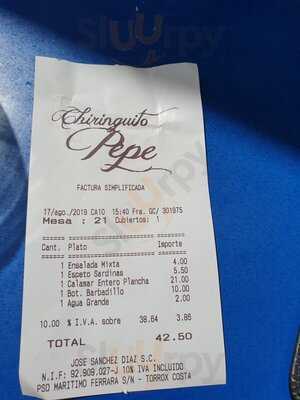 Sluurpy
Chiringuito
Pepe
FACTURA SIMPLIFICADA
17/ago./2019 CA10 15:40 Fra. GC/ 301975
Mesa : 21 Cubiertos: 1
Cant. Plato Importe
1 Ensalada Mixta 4.00
1 Espeto Sardinas 5.50
1 Calamar Entero Plancha 21.00
1 Bot. Barbadillo 10.00
1 Agua Grande 2.00
10.00 % I.V.A. sobre 38.64 3.86
TOTAL 42.50
JOSE SANCHEZ DIAZ S.C.
N.I.F: 92.909.027-J 10% IVA INCLUIDO
PSO MARITIMO FERRARA S/N - TORROX COSTA